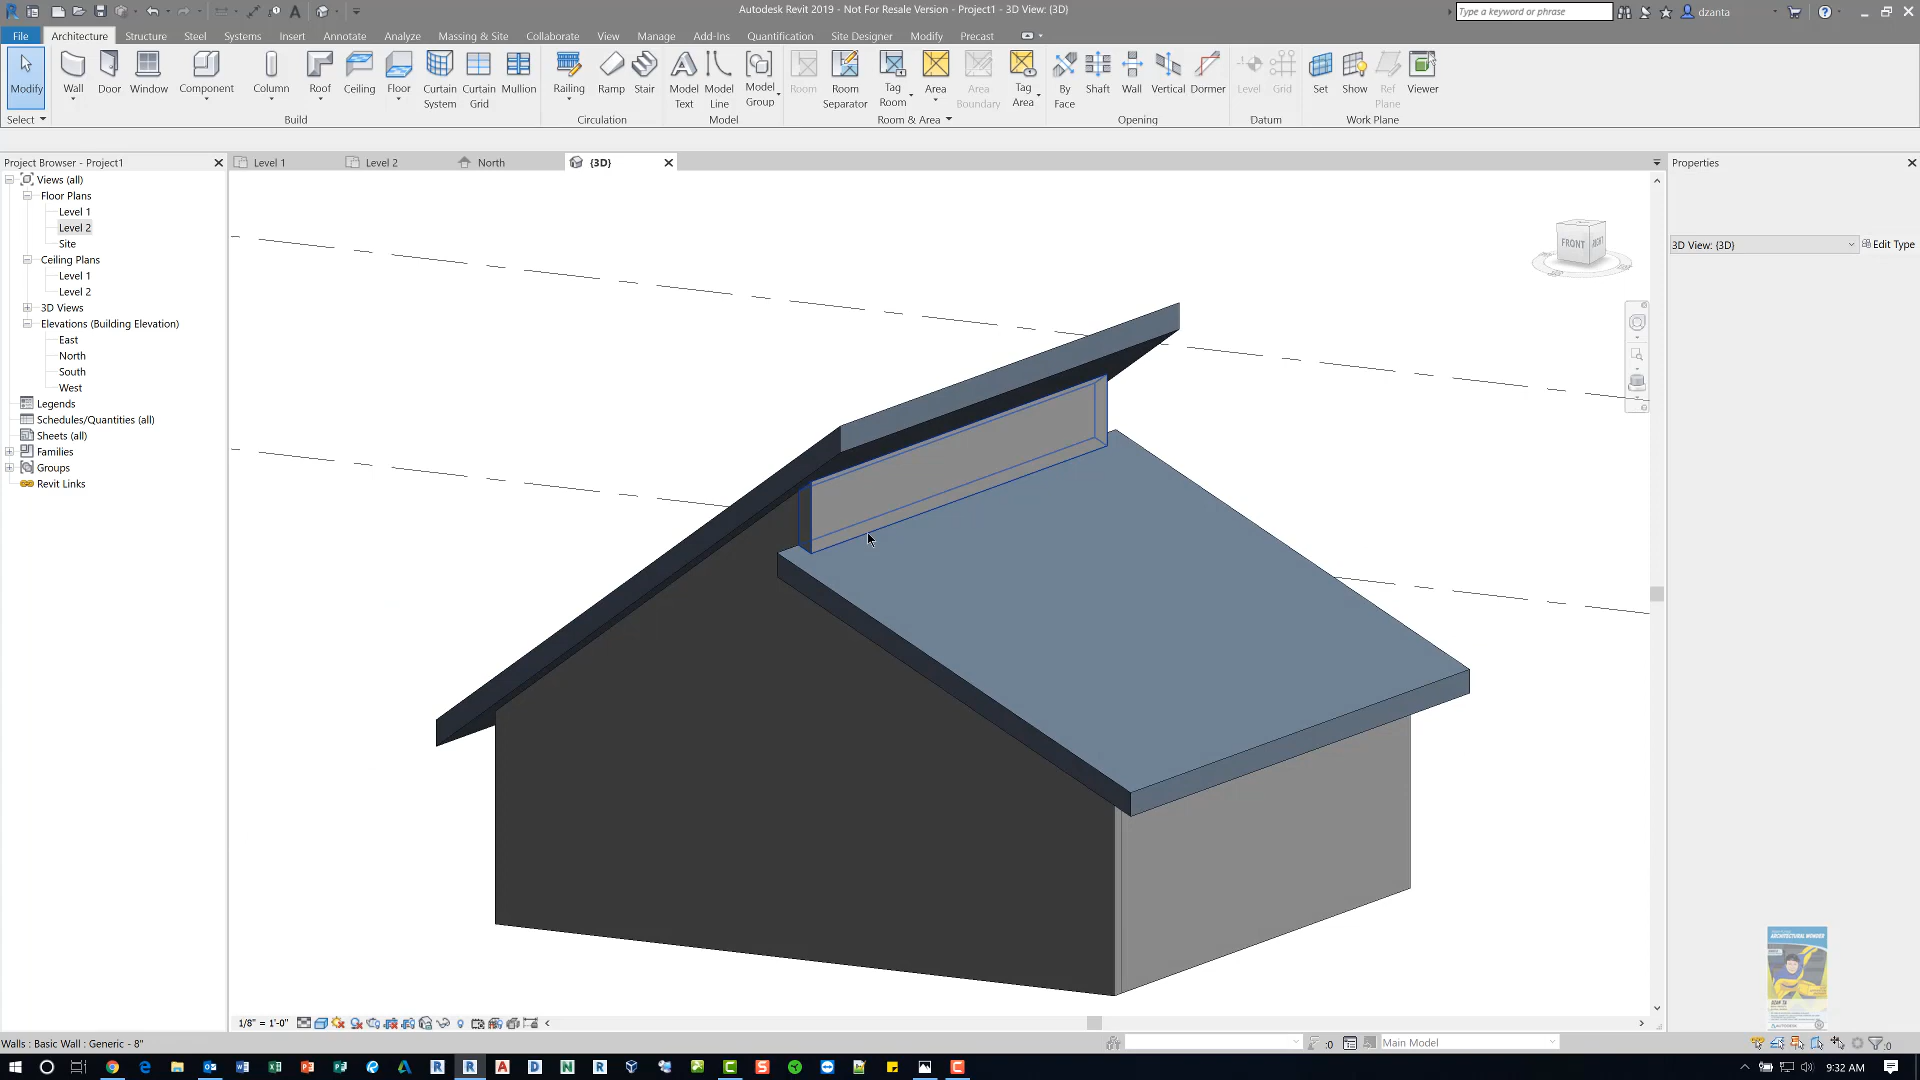 Autodesk Revit 2019 - Not For Resale Version - Project1 - 3D View: {3D}
Type a keyword or phrase
dzanta
File Architecture Structure Steel Systems Insert Annotate Analyze Massing & Site Collaborate View Manage Add-Ins Quantification Site Designer Modify Precast
Modify Wall Door Window Component Column Roof Ceiling Floor Curtain System Curtain Grid Mullion Railing Ramp Stair Model Text Model Line Model Group Room Room Separator Tag Room Area Area Boundary Tag Area By Face Shaft Wall Vertical Dormer Level Grid Set Show Ref Plane Viewer
Select Build Circulation Model Room & Area Opening Datum Work Plane
Project Browser - Project1
Level 1 Level 2 North {3D}
Properties
Views (all)
Floor Plans
Level 1
Level 2
Site
Ceiling Plans
Level 1
Level 2
3D Views
Elevations (Building Elevation)
East
North
South
West
Legends
Schedules/Quantities (all)
Sheets (all)
Families
Groups
Revit Links
FRONT RIGHT
3D View: {3D} Edit Type
ARCHITECTURAL WONDER
AUTODESK
1/8" = 1'-0"
Walls : Basic Wall : Generic - 8"
:0 Main Model :0
9:32 AM